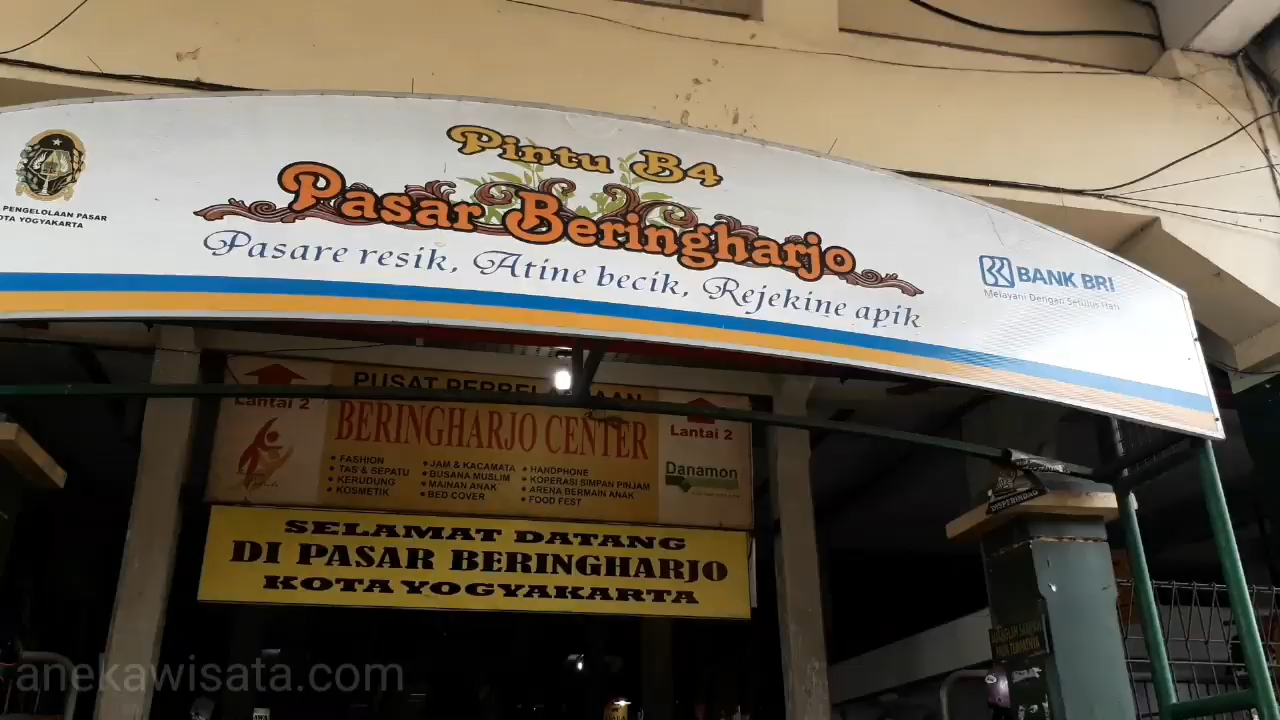 Pintu B4
Pasar Beringharjo
Pasare resik, Atine becik, Rejekine apik
PENGELOLAAN PASAR
KOTA YOGYAKARTA
BANK BRI
Melayani Dengan Setulus Hati
PUSAT PERBELANJAAN
BERINGHARJO CENTER
Lantai 2
Lantai 2
• FASHION
• TAS & SEPATU
• KERUDUNG
• KOSMETIK
• JAM & KACAMATA
• BUSANA MUSLIM
• MAINAN ANAK
• BED COVER
• HANDPHONE
• KOPERASI SIMPAN PINJAM
• ARENA BERMAIN ANAK
• FOOD FEST
Danamon
SELAMAT DATANG
DI PASAR BERINGHARJO
KOTA YOGYAKARTA
DISPERINDAG
anekawisata.com